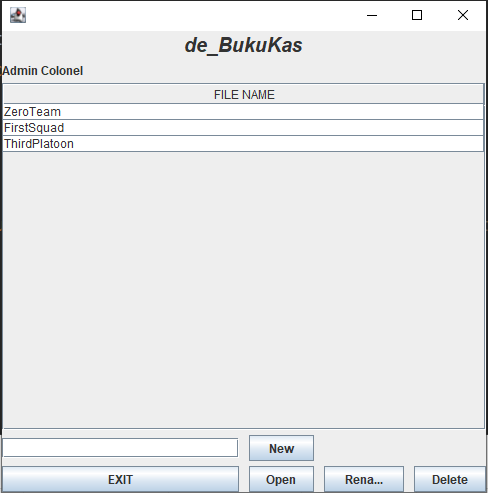 de_BukuKas
Admin Colonel
FILE NAME
ZeroTeam
FirstSquad
ThirdPlatoon
New
EXIT Open Rena... Delete